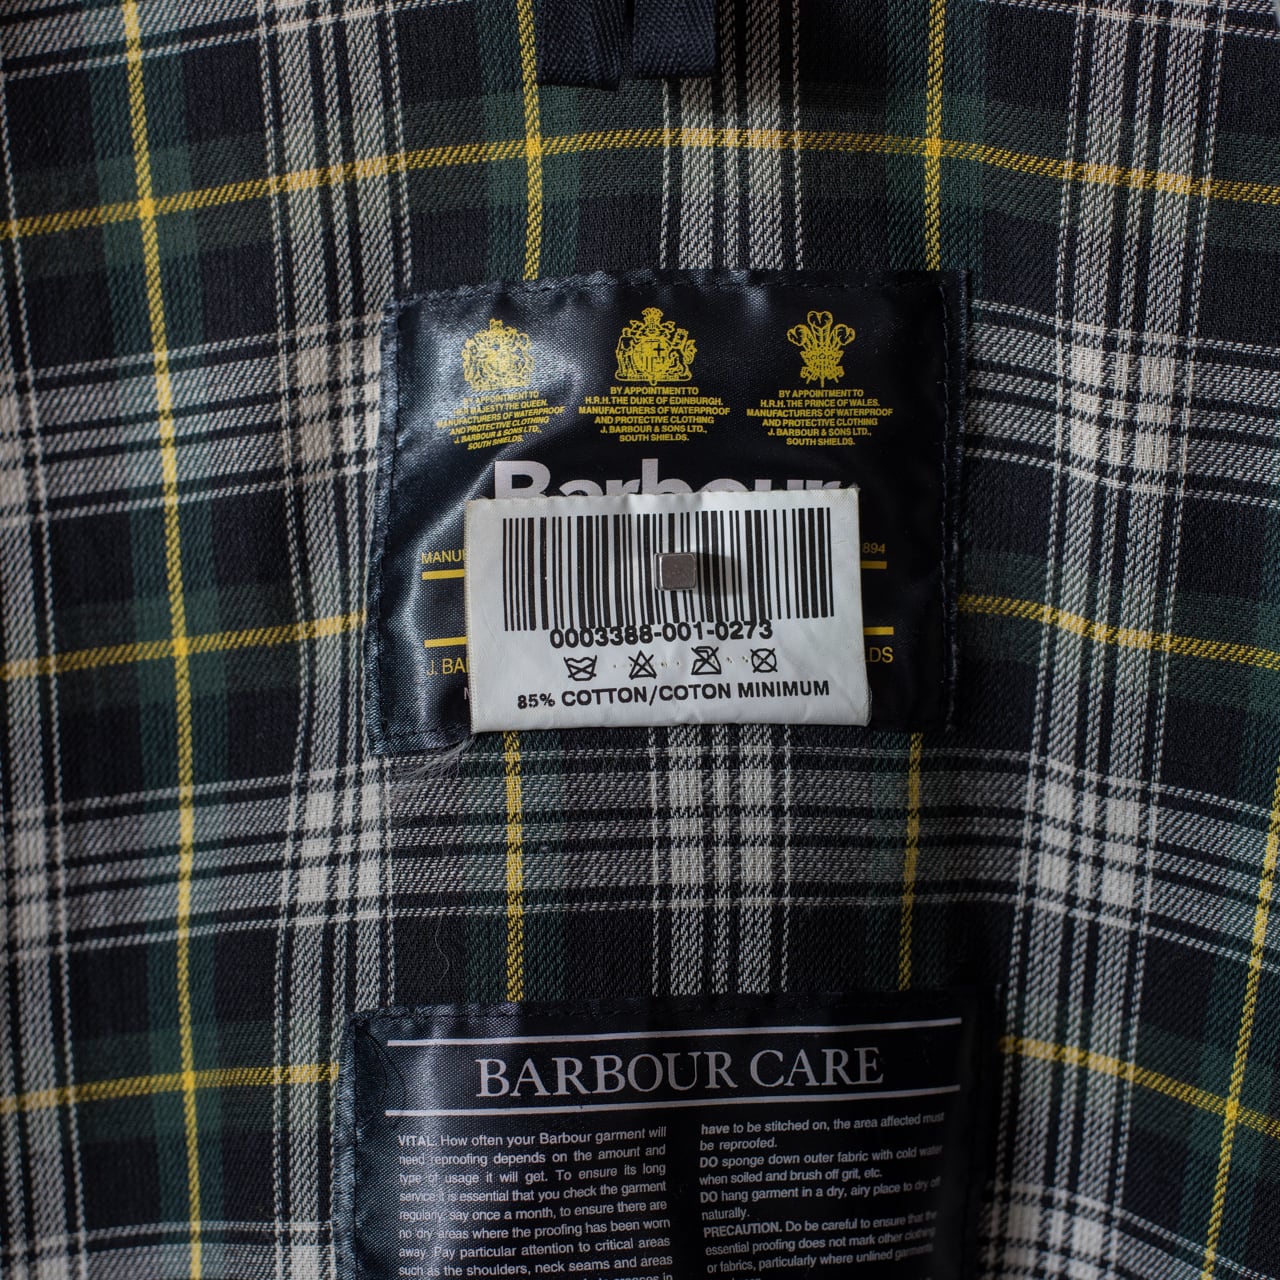 BY APPOINTMENT TO
H.R.H. MAJESTY THE QUEEN.
MANUFACTURERS OF WATERPROOF
AND PROTECTIVE CLOTHING
J. BARBOUR & SONS LTD.,
SOUTH SHIELDS.
BY APPOINTMENT TO
H.R.H. THE DUKE OF EDINBURGH.
MANUFACTURERS OF WATERPROOF
AND PROTECTIVE CLOTHING
J. BARBOUR & SONS LTD.,
SOUTH SHIELDS.
BY APPOINTMENT TO
H.R.H. THE PRINCE OF WALES.
MANUFACTURERS OF WATERPROOF
AND PROTECTIVE CLOTHING
J. BARBOUR & SONS LTD.,
SOUTH SHIELDS.
Barbour
MANU
894
0003388-001-0273
J. BA
LDS
85% COTTON/COTON MINIMUM
BARBOUR CARE
VITAL. How often your Barbour garment will
need reproofing depends on the amount and
type of usage it will get. To ensure its long
service it is essential that you check the garment
regularly, say once a month, to ensure there are
no dry areas where the proofing has been worn
away. Pay particular attention to critical areas
such as the shoulders, neck seams and areas
creases in
have to be stitched on, the area affected must
be reproofed.
DO sponge down outer fabric with cold water
when soiled and brush off grit, etc.
DO hang garment in a dry, airy place to dry off
naturally.
PRECAUTION. Do be careful to ensure that the
essential proofing does not mark other clothing
or fabrics, particularly where unlined garments